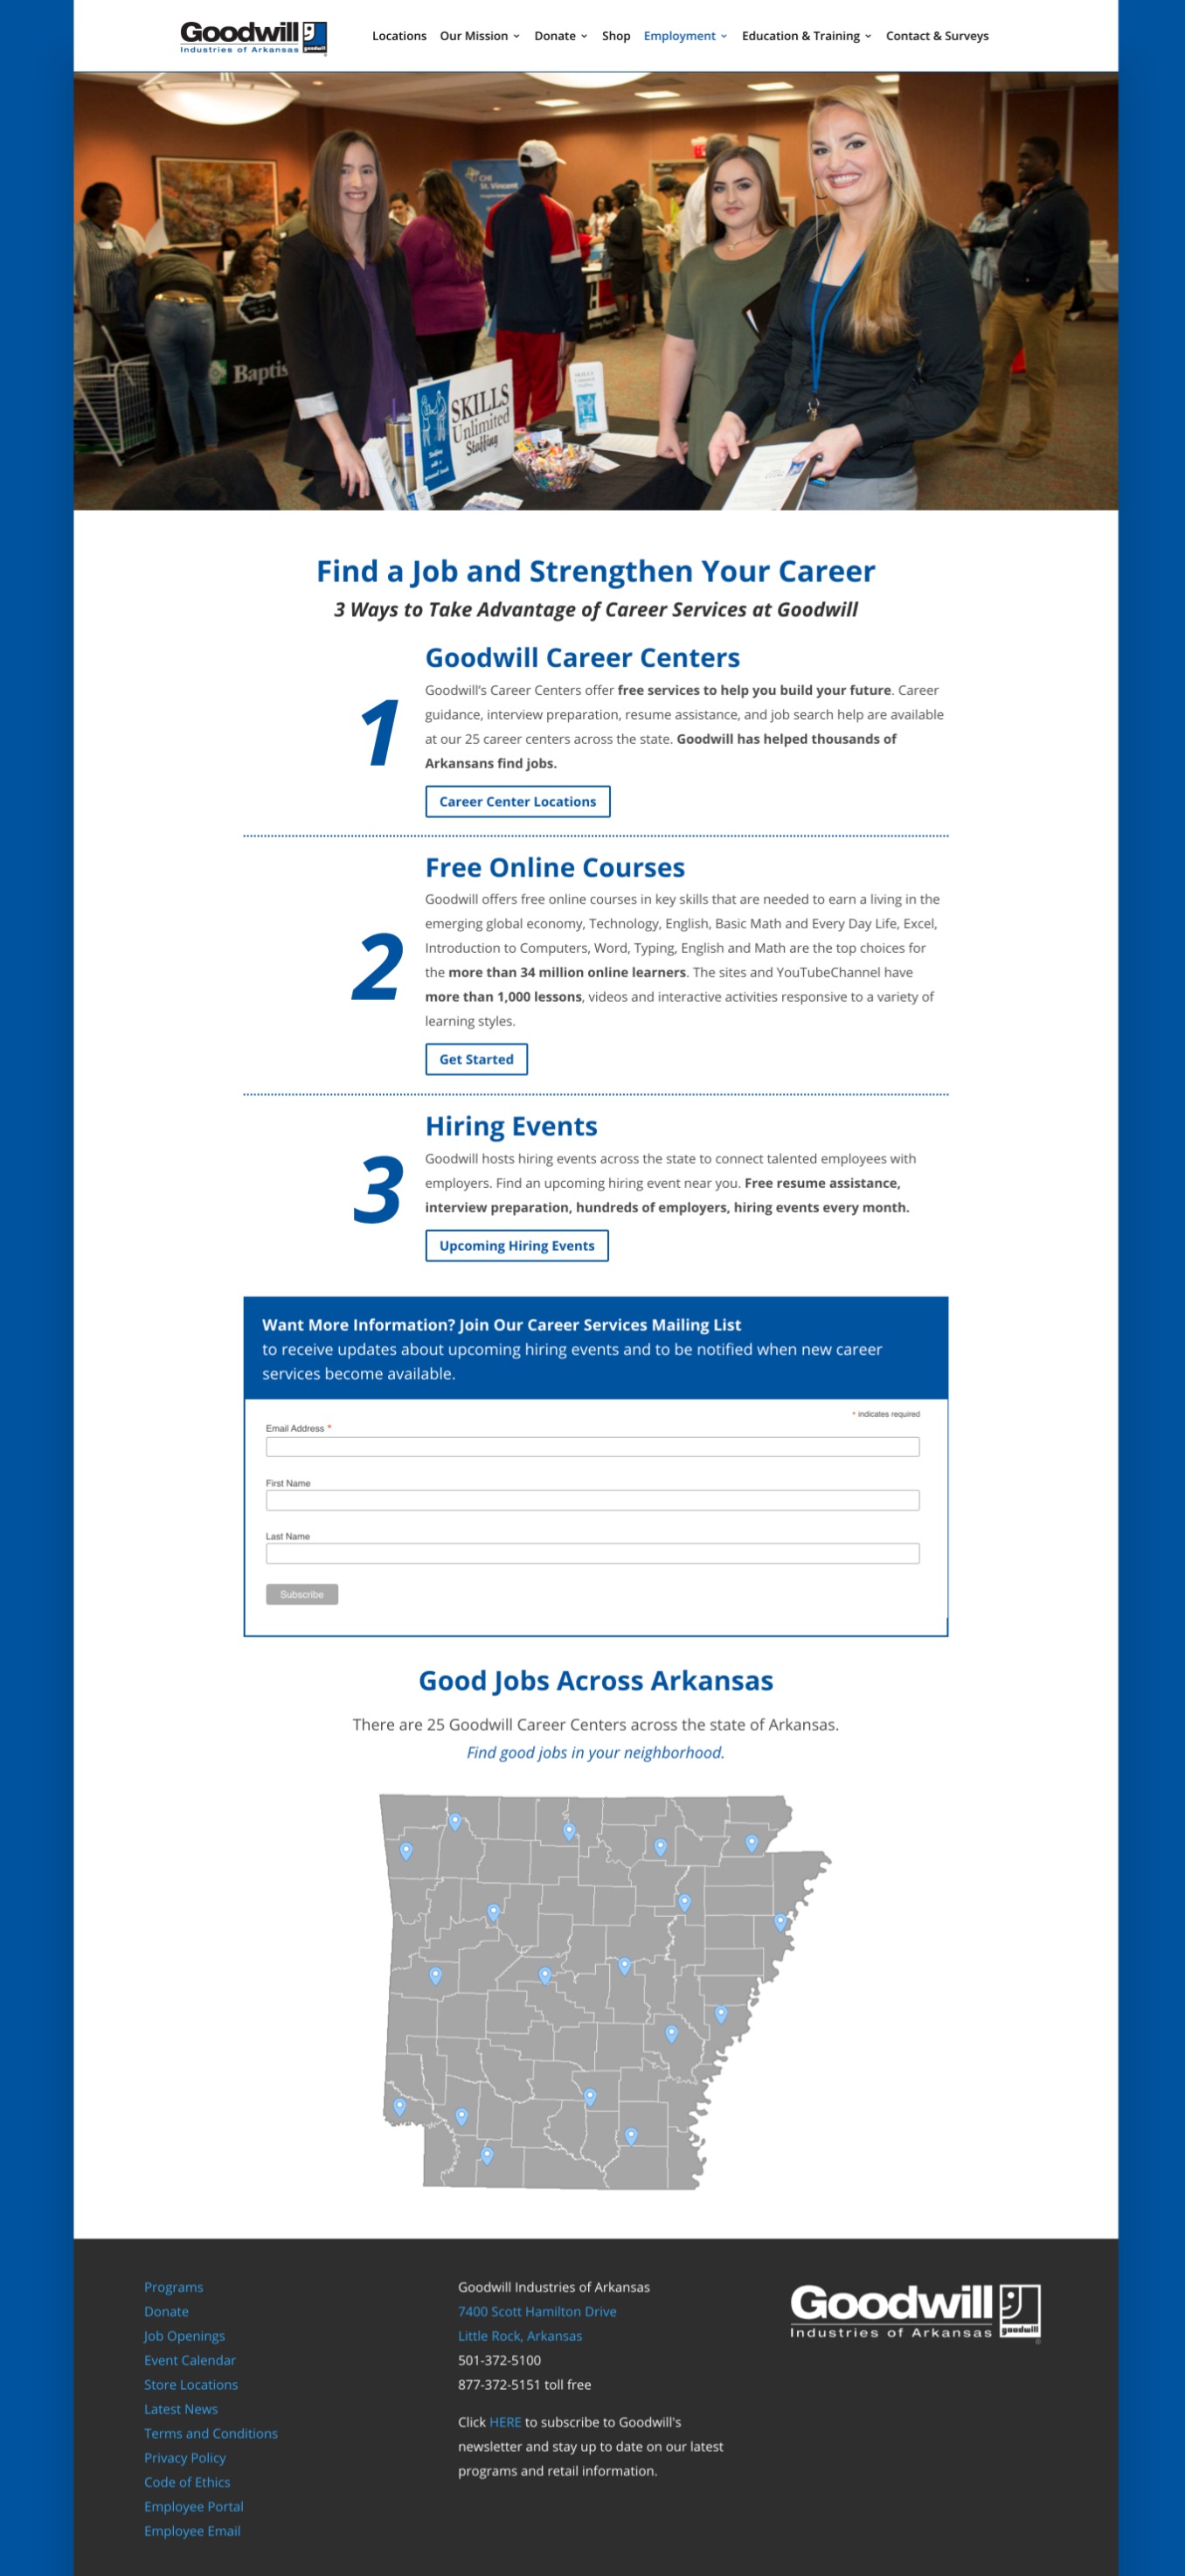 Goodwill
Industries of Arkansas
goodwill
Locations Our Mission Donate Shop Employment Education & Training Contact & Surveys
CHI
St. Vincent
Baptis
SKILLS
Unlimited
Staffing
Find a Job and Strengthen Your Career
3 Ways to Take Advantage of Career Services at Goodwill
1
Goodwill Career Centers
Goodwill's Career Centers offer free services to help you build your future. Career
guidance, interview preparation, resume assistance, and job search help are available
at our 25 career centers across the state. Goodwill has helped thousands of
Arkansans find jobs.
Career Center Locations
2
Free Online Courses
Goodwill offers free online courses in key skills that are needed to earn a living in the
emerging global economy, Technology, English, Basic Math and Every Day Life, Excel,
Introduction to Computers, Word, Typing, English and Math are the top choices for
the more than 34 million online learners. The sites and YouTubeChannel have
more than 1,000 lessons, videos and interactive activities responsive to a variety of
learning styles.
Get Started
3
Hiring Events
Goodwill hosts hiring events across the state to connect talented employees with
employers. Find an upcoming hiring event near you. Free resume assistance,
interview preparation, hundreds of employers, hiring events every month.
Upcoming Hiring Events
Want More Information? Join Our Career Services Mailing List
to receive updates about upcoming hiring events and to be notified when new career
services become available.
* indicates required
Email Address *
First Name
Last Name
Subscribe
Good Jobs Across Arkansas
There are 25 Goodwill Career Centers across the state of Arkansas.
Find good jobs in your neighborhood.
Programs
Donate
Job Openings
Event Calendar
Store Locations
Latest News
Terms and Conditions
Privacy Policy
Code of Ethics
Employee Portal
Employee Email
Goodwill Industries of Arkansas
7400 Scott Hamilton Drive
Little Rock, Arkansas
501-372-5100
877-372-5151 toll free
Click HERE to subscribe to Goodwill's
newsletter and stay up to date on our latest
programs and retail information.
Goodwill
Industries of Arkansas
goodwill